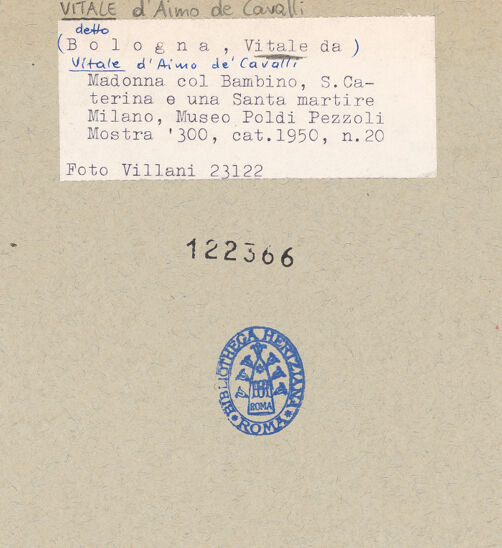 VITALE d'Aimo de Cavalli
detto
(Bologna, Vitale da)
Vitale d'Aimo de' Cavalli
Madonna col Bambino, S.Ca-
terina e una Santa martire
Milano, Museo Poldi Pezzoli
Mostra '300, cat.1950, n.20
Foto Villani 23122
122366
BIBLIOTHECA HERTZIANA
ROMA
ROMA